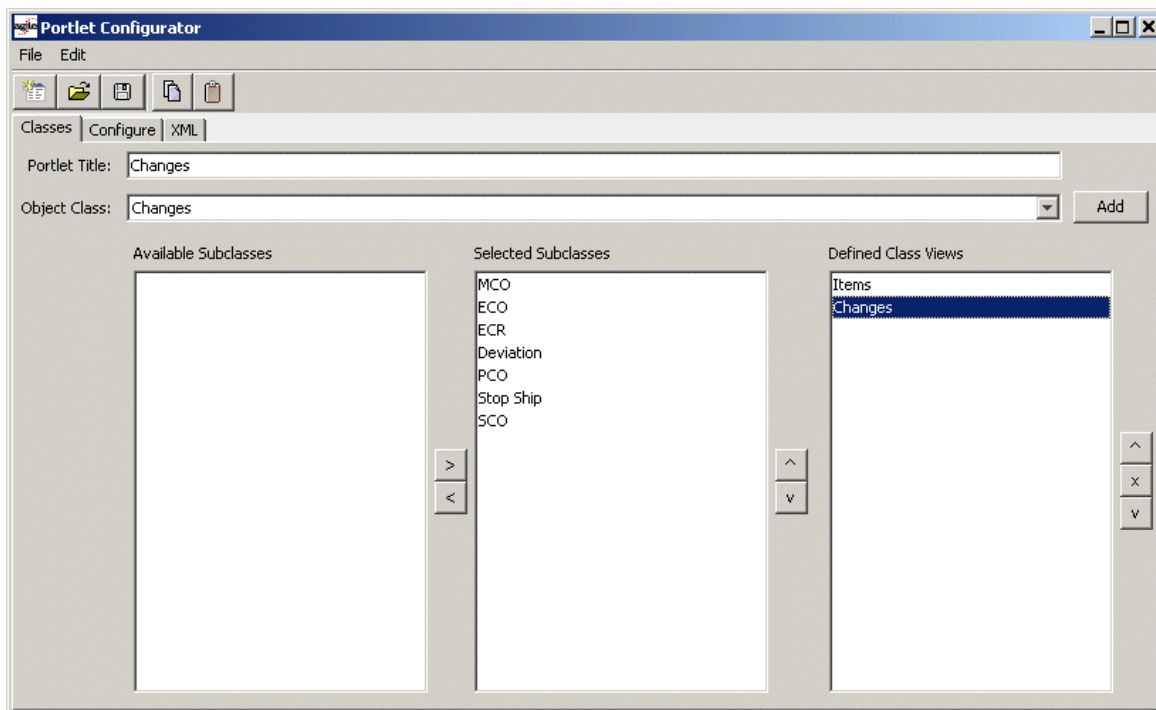 agile Portlet Configurator
File Edit
Classes Configure XML
Portlet Title: Changes
Object Class: Changes Add
Available Subclasses Selected Subclasses Defined Class Views
MCO Items
ECO Changes
ECR
Deviation
PCO
Stop Ship
SCO
> ^ ^
< v x
v